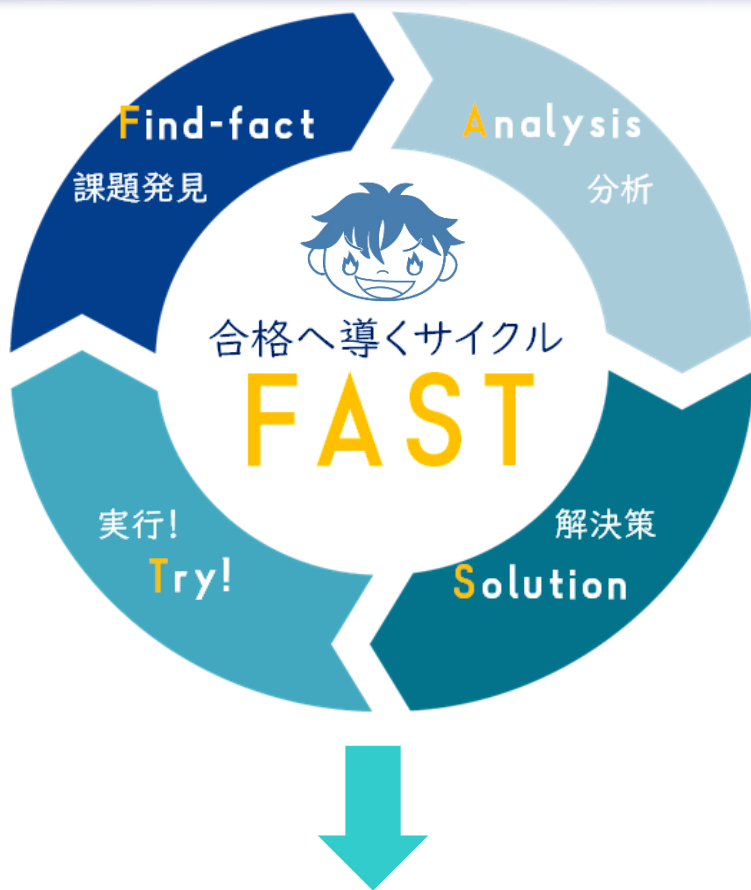 Find-fact
課題発見
Analysis
分析
合格へ導くサイクル
FAST
解決策
Solution
実行!
Try!